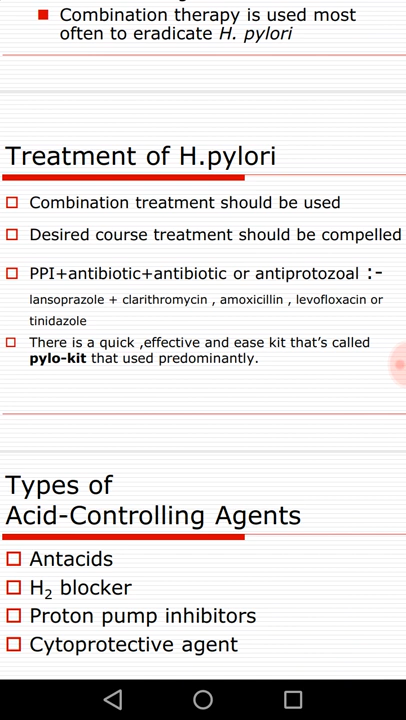 Combination therapy is used most
often to eradicate H. pylori
Treatment of H.pylori
Combination treatment should be used
Desired course treatment should be compelled
PPI+antibiotic+antibiotic or antiprotozoal :-
lansoprazole + clarithromycin , amoxicillin , levofloxacin or
tinidazole
There is a quick ,effective and ease kit that's called
pylo-kit that used predominantly.
Types of
Acid-Controlling Agents
Antacids
H₂ blocker
Proton pump inhibitors
Cytoprotective agent